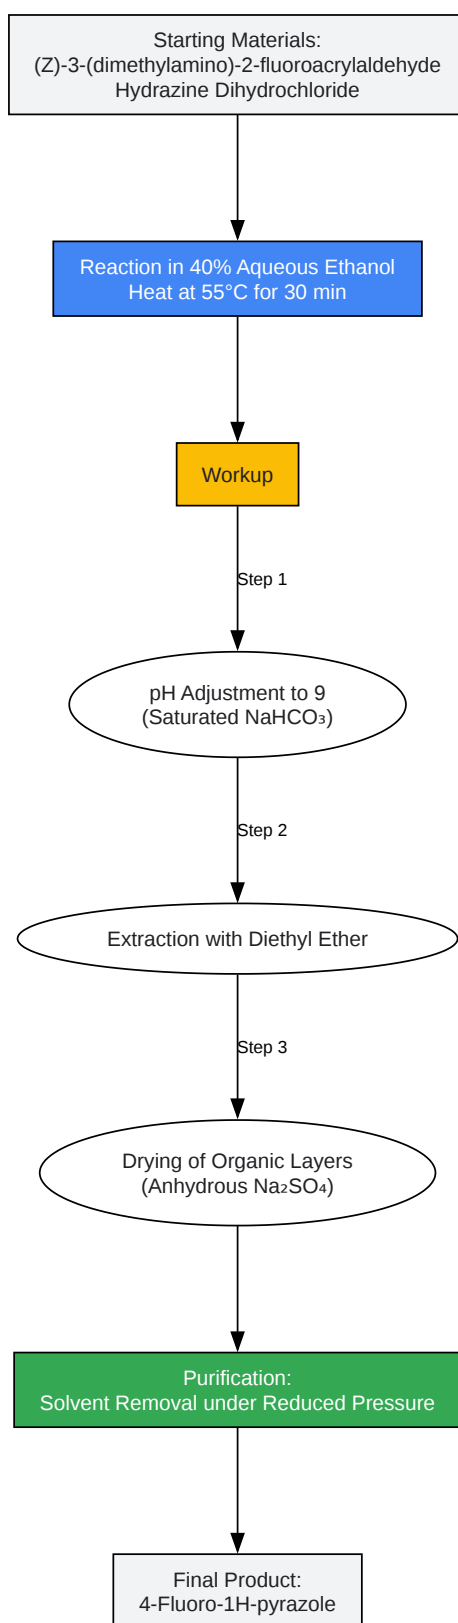 Starting Materials:
(Z)-3-(dimethylamino)-2-fluoroacrylaldehyde
Hydrazine Dihydrochloride
Reaction in 40% Aqueous Ethanol
Heat at 55°C for 30 min
Workup
Step 1
pH Adjustment to 9
(Saturated NaHCO₃)
Step 2
Extraction with Diethyl Ether
Step 3
Drying of Organic Layers
(Anhydrous Na₂SO₄)
Purification:
Solvent Removal under Reduced Pressure
Final Product:
4-Fluoro-1H-pyrazole